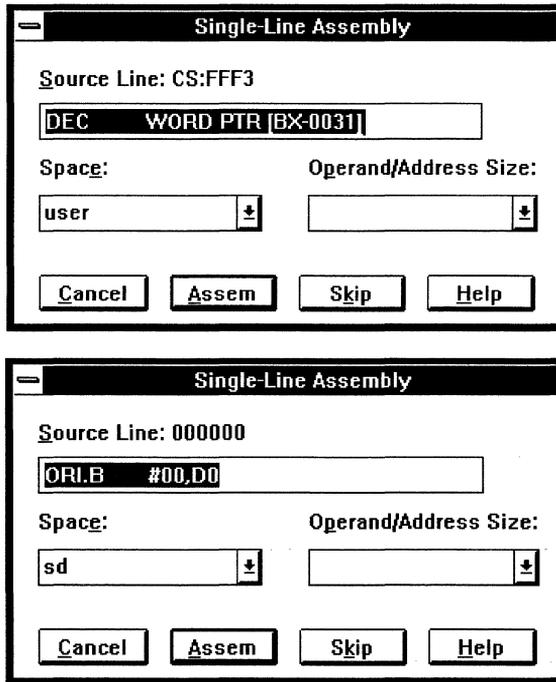 Single-Line Assembly
Source Line: CS:FFF3
DEC WORD PTR [BX-0031]
Space: Operand/Address Size:
user
Cancel Assem Skip Help
Single-Line Assembly
Source Line: 000000
ORI.B #00,D0
Space: Operand/Address Size:
sd
Cancel Assem Skip Help